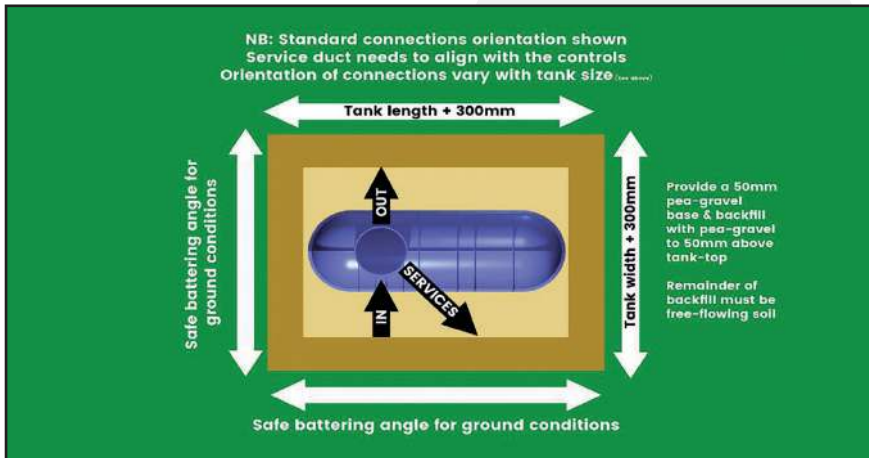 NB: Standard connections orientation shown
Service duct needs to align with the controls
Orientation of connections vary with tank size (see above)
Tank length + 300mm
Safe battering angle for
ground conditions
OUT
IN
SERVICES
Tank width + 300mm
Provide a 50mm
pea-gravel
base & backfill
with pea-gravel
to 50mm above
tank-top
Remainder of
backfill must be
free-flowing soil
Safe battering angle for ground conditions